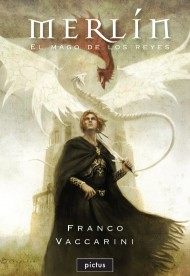 MERLÍN
EL MAGO DE LOS REYES
FRANCO
VACCARINI
pictus